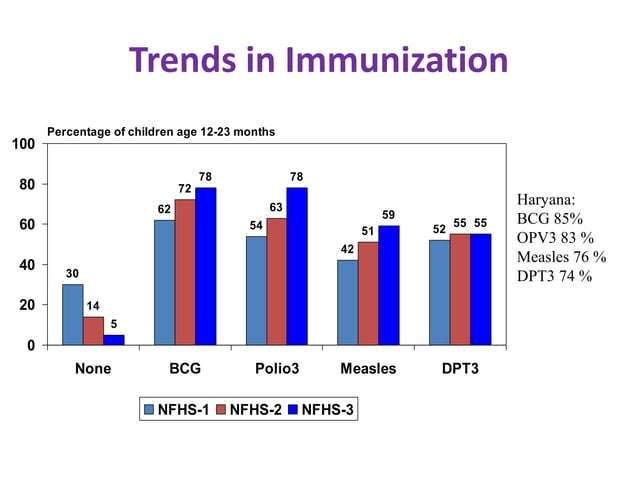 Trends in Immunization
Percentage of children age 12-23 months
100
80
60
40
20
0
30
14
5
62
72
78
54
63
78
42
51
59
52
55
55
None
BCG
Polio3
Measles
DPT3
NFHS-1
NFHS-2
NFHS-3
Haryana:
BCG 85%
OPV3 83 %
Measles 76 %
DPT3 74 %